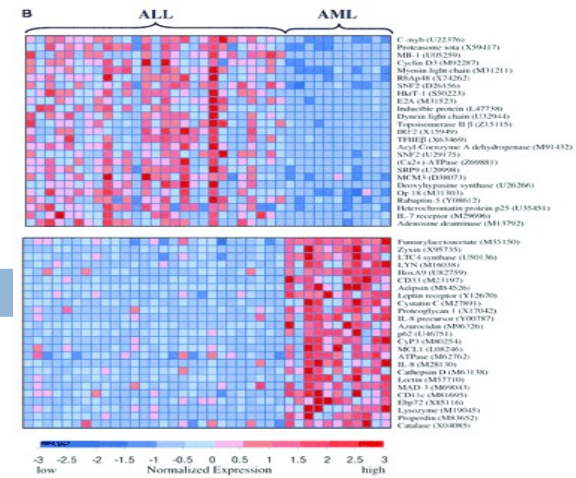 B
ALL AML
C-myb (U22376)
Proteasome iota (X59417)
MB-1 (U05259)
Cyclin D3 (M92287)
Myosin light chain (M31211)
RbAp48 (X74262)
SNF2 (D26156)
HkrT-1 (S50223)
E2A (M31523)
Inducible protein (L47738)
Dynein light chain (U32944)
Topoisomerase II β (Z15115)
IRF2 (X15949)
TFIIEβ (X63469)
Acyl-Coenzyme A dehydrogenase (M91432)
SNF2 (U29175)
(Ca2+)-ATPase (Z69881)
SRP9 (U20998)
MCM3 (D38073)
Deoxyhypusine synthase (U26266)
Op 18 (M31303)
Rabaptin-5 (Y08612)
Heterochromatin protein p25 (U35451)
IL-7 receptor (M29696)
Adenosine deaminase (M13792)
Fumarylacetoacetate (M55150)
Zyxin (X95735)
LTC4 synthase (U50136)
LYN (M16038)
HoxA9 (U82759)
CD33 (M23197)
Adipsin (M84526)
Leptin receptor (Y12670)
Cystatin C (M27891)
Proteoglycan 1 (X17042)
IL-8 precursor (Y00787)
Azurocidin (M96326)
p62 (U46751)
CyP3 (M80254)
MCL1 (L08246)
ATPase (M62762)
IL-8 (M28130)
Cathepsin D (M63138)
Lectin (M57710)
MAD-3 (M69043)
CD11c (M81695)
Ebp72 (X85116)
Lysozyme (M19045)
Properdin (M83652)
Catalase (X04085)
-3 -2.5 -2 -1.5 -1 -0.5 0 0.5 1 1.5 2 2.5 3
low Normalized Expression high